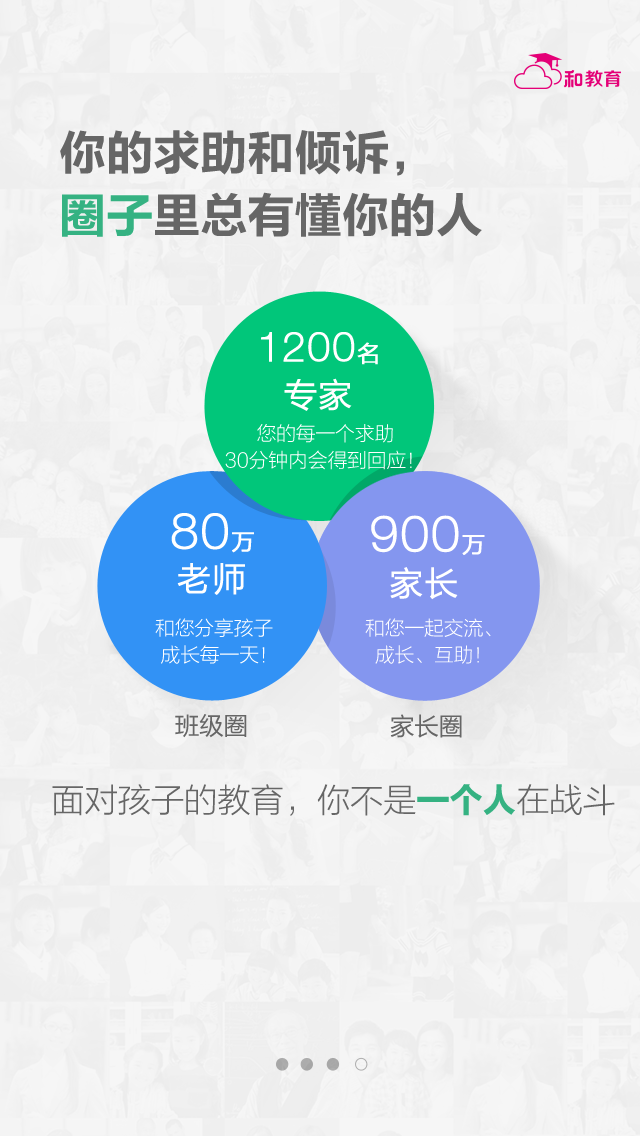 和教育
你的求助和倾诉，
圈子里总有懂你的人
1200名
专家
您的每一个求助
30分钟内会得到回应！
80万
老师
和您分享孩子
成长每一天！
900万
家长
和您一起交流、
成长、互助！
班级圈
家长圈
面对孩子的教育，你不是一个人在战斗